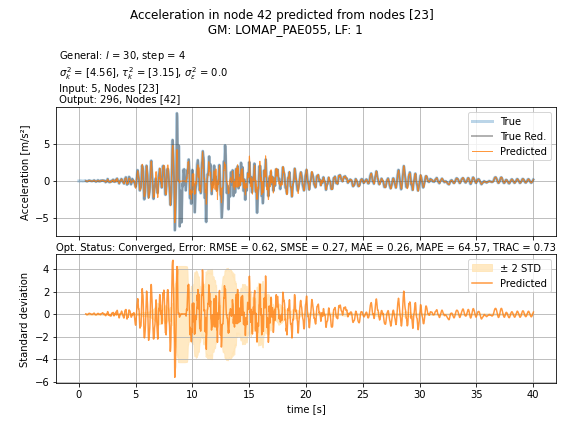 Acceleration in node 42 predicted from nodes [23]
GM: LOMAP_PAE055, LF: 1
General: l = 30, step = 4
σ_k^2 = [4.56], τ_k^2 = [3.15], σ_ε^2 = 0.0
Input: 5, Nodes [23]
Output: 296, Nodes [42]
Acceleration [m/s²]
5
0
−5
True
True Red.
Predicted
Opt. Status: Converged, Error: RMSE = 0.62, SMSE = 0.27, MAE = 0.26, MAPE = 64.57, TRAC = 0.73
Standard deviation
4
2
0
−2
−4
−6
± 2 STD
Predicted
0 5 10 15 20 25 30 35 40
time [s]